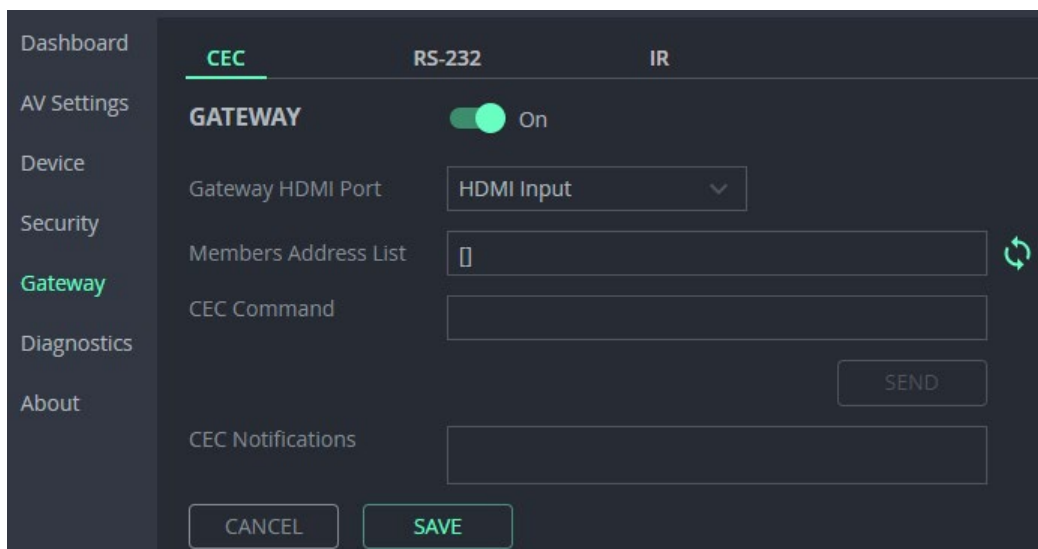 Dashboard
AV Settings
Device
Security
Gateway
Diagnostics
About
CEC RS-232 IR
GATEWAY On
Gateway HDMI Port HDMI Input
Members Address List []
CEC Command
SEND
CEC Notifications
CANCEL SAVE